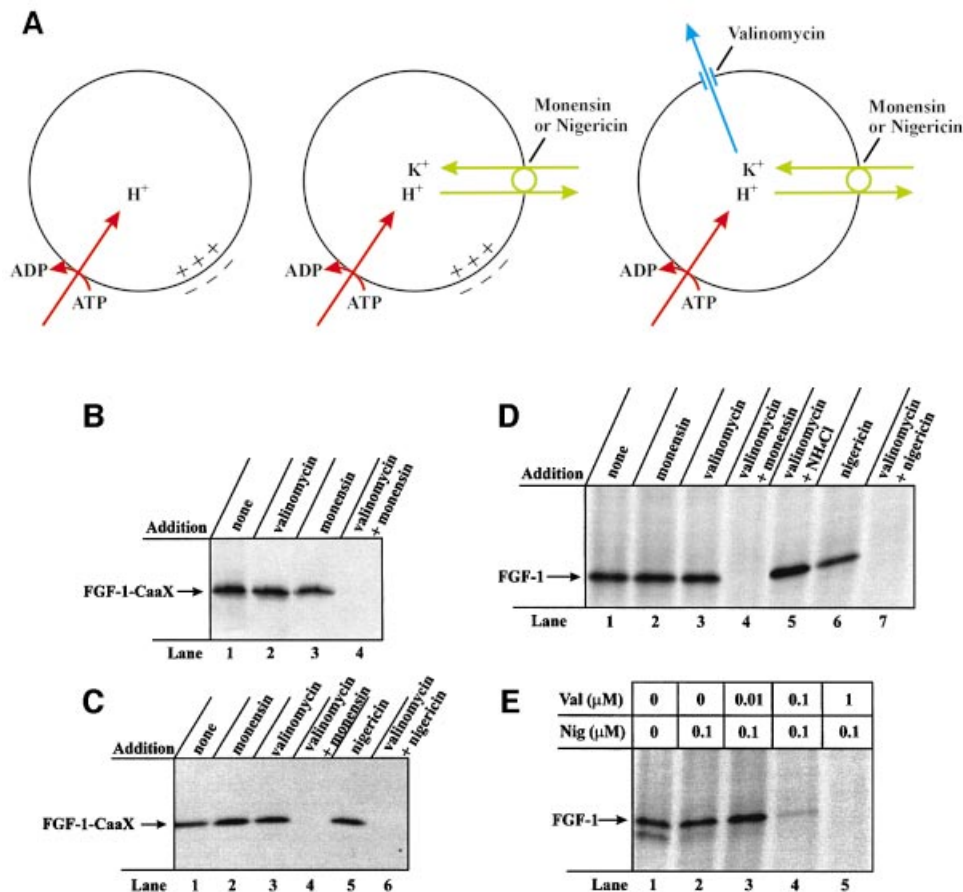 A
Valinomycin
Monensin
or Nigericin
Monensin
or Nigericin
K+
H+
K+
H+
H+
+ + +
− − −
+ + +
− − −
ADP
ATP
ADP
ATP
ADP
ATP
B
Addition
none
valinomycin
monensin
valinomycin
+ monensin
FGF-1-CaaX
Lane 1 2 3 4
C
Addition
none
monensin
valinomycin
valinomycin
+ monensin
nigericin
valinomycin
+ nigericin
FGF-1-CaaX
Lane 1 2 3 4 5 6
D
Addition
none
monensin
valinomycin
valinomycin
+ monensin
valinomycin
+ NH4Cl
nigericin
valinomycin
+ nigericin
FGF-1
Lane 1 2 3 4 5 6 7
E
Val (μM) 0 0 0.01 0.1 1
Nig (μM) 0 0.1 0.1 0.1 0.1
FGF-1
Lane 1 2 3 4 5